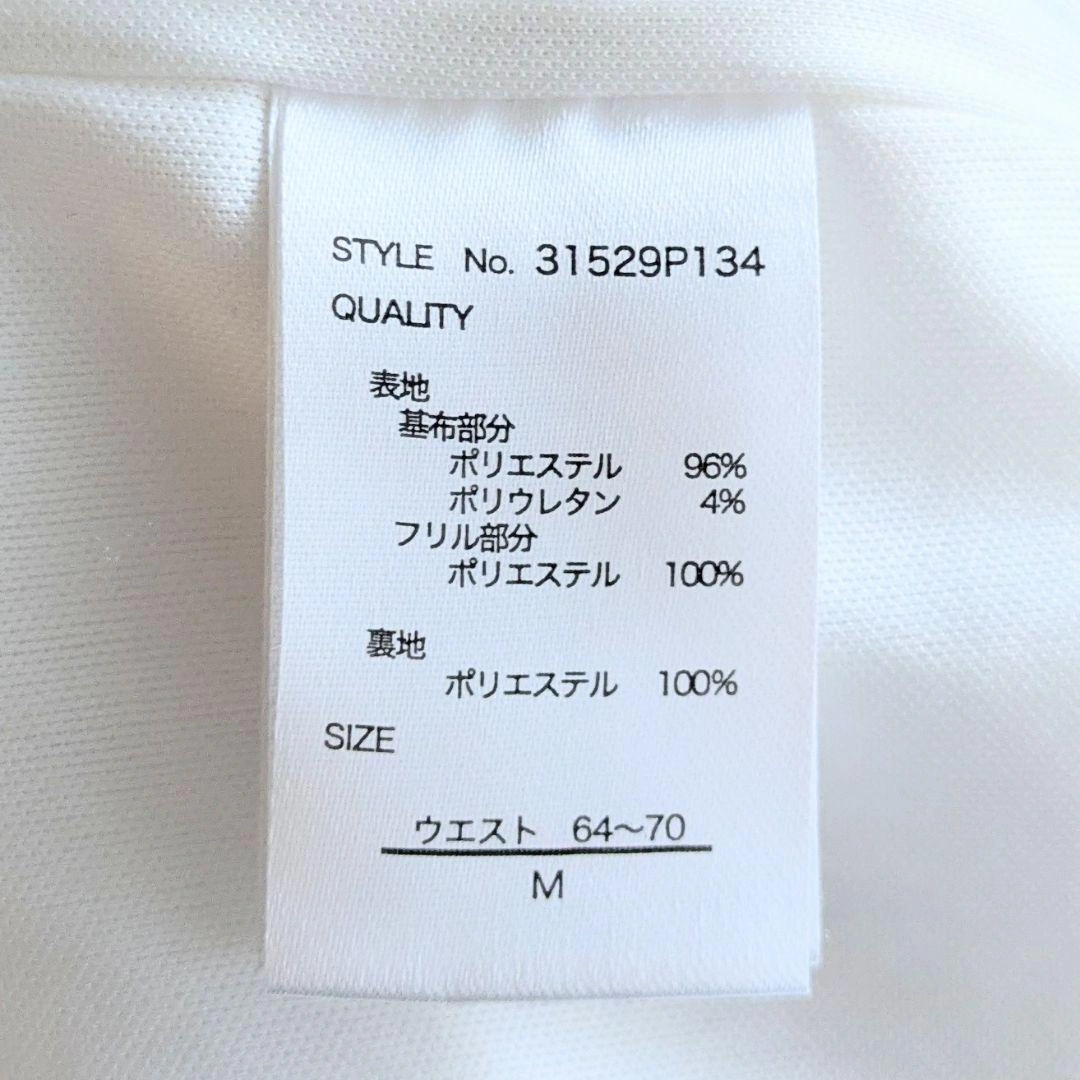 STYLE No. 31529P134
QUALITY
表地
基布部分
ポリエステル 96%
ポリウレタン 4%
フリル部分
ポリエステル 100%
裏地
ポリエステル 100%
SIZE
ウエスト 64〜70
M